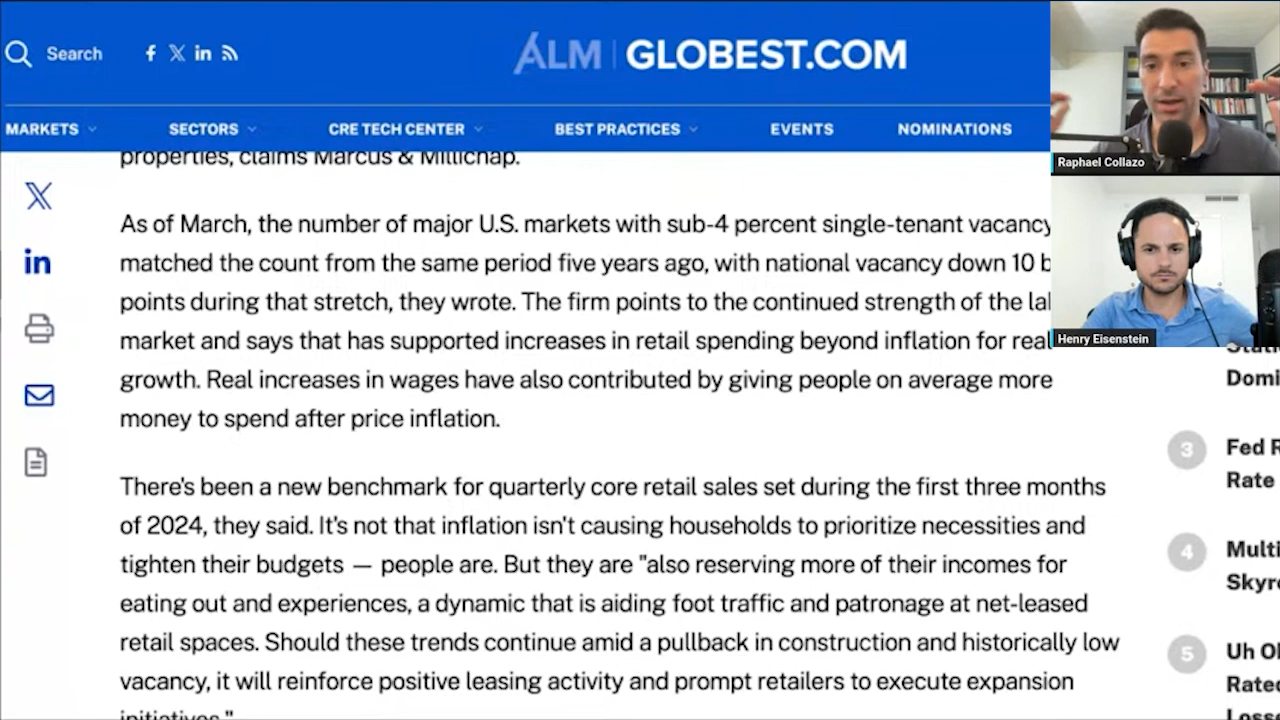 Search
ALM | GLOBEST.COM
MARKETS
SECTORS
CRE TECH CENTER
BEST PRACTICES
EVENTS
NOMINATIONS
Raphael Collazo
Henry Eisenstein
properties, claims Marcus & Millichap.
As of March, the number of major U.S. markets with sub-4 percent single-tenant vacancy
matched the count from the same period five years ago, with national vacancy down 10 b
points during that stretch, they wrote. The firm points to the continued strength of the la
market and says that has supported increases in retail spending beyond inflation for real
growth. Real increases in wages have also contributed by giving people on average more
money to spend after price inflation.
There's been a new benchmark for quarterly core retail sales set during the first three months
of 2024, they said. It's not that inflation isn't causing households to prioritize necessities and
tighten their budgets — people are. But they are "also reserving more of their incomes for
eating out and experiences, a dynamic that is aiding foot traffic and patronage at net-leased
retail spaces. Should these trends continue amid a pullback in construction and historically low
vacancy, it will reinforce positive leasing activity and prompt retailers to execute expansion
initiatives."
Domi
3
Fed R
Rate
4
Multi
Skyr
5
Uh O
Rated
Loss